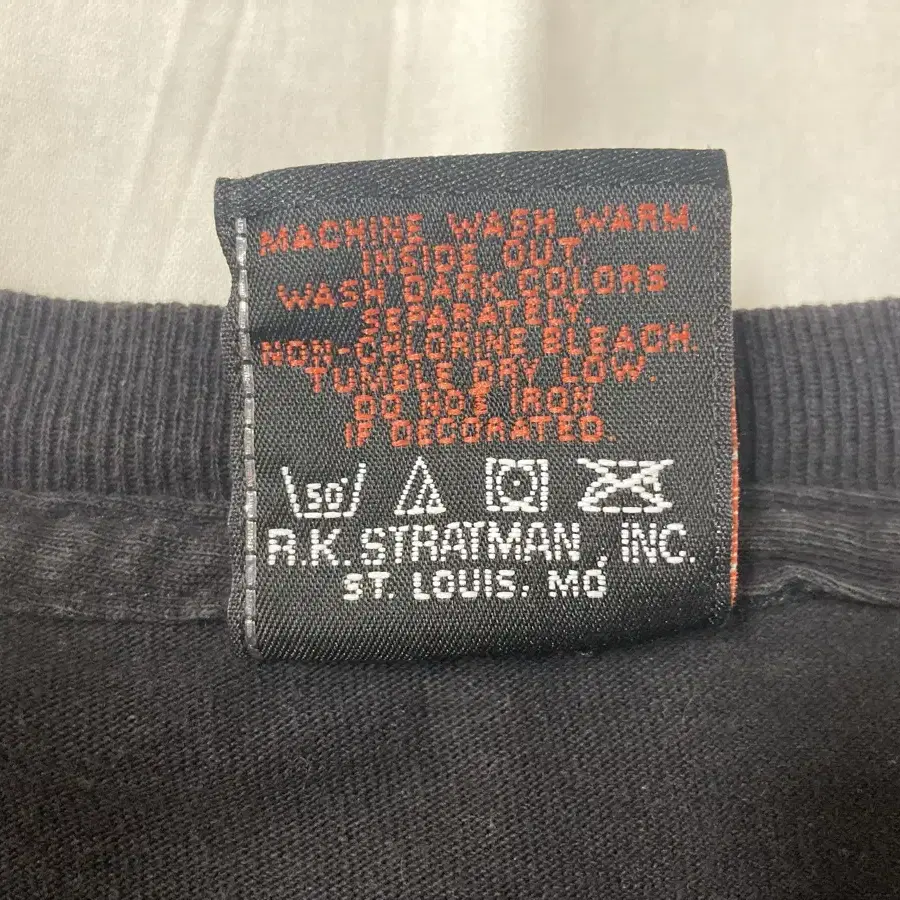 MACHINE WASH WARM.
INSIDE OUT.
WASH DARK COLORS
SEPARATELY.
NON-CHLORINE BLEACH.
TUMBLE DRY LOW.
DO NOT IRON
IF DECORATED.
50°
R.K. STRATMAN, INC.
ST. LOUIS, MO